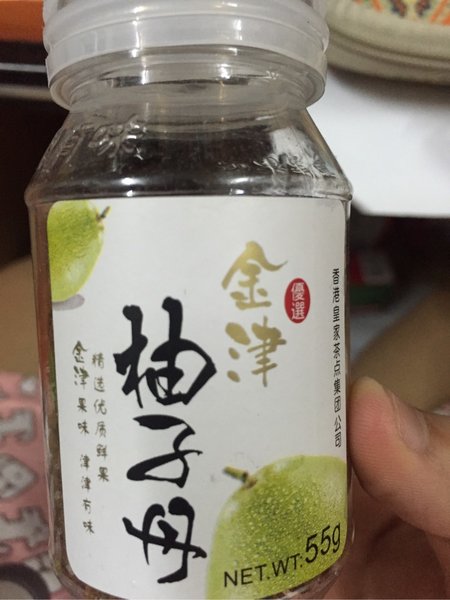 優選
金津
柚子丹
精选优质鲜果
金津果味 津津有味
NET.WT:55g